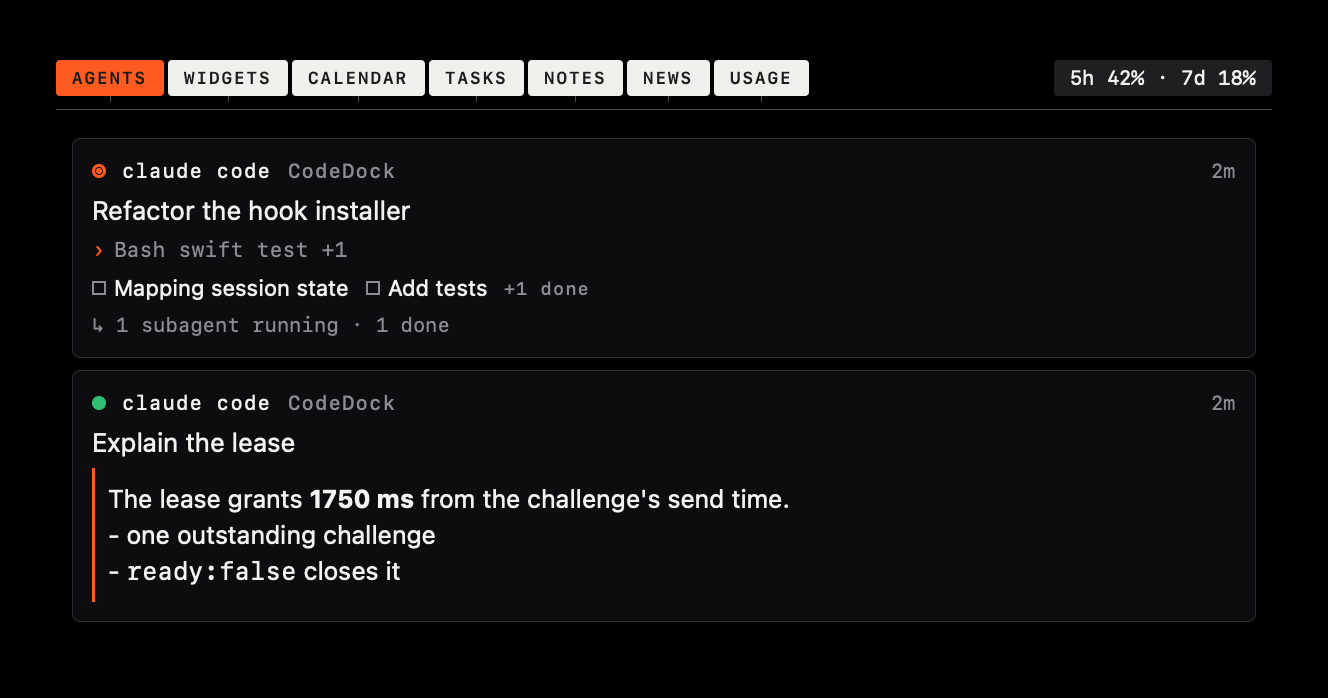 AGENTS WIDGETS CALENDAR TASKS NOTES NEWS USAGE 5h 42% · 7d 18%
claude code CodeDock 2m
Refactor the hook installer
› Bash swift test +1
☐ Mapping session state ☐ Add tests +1 done
↳ 1 subagent running · 1 done
claude code CodeDock 2m
Explain the lease
The lease grants 1750 ms from the challenge's send time.
- one outstanding challenge
- ready:false closes it